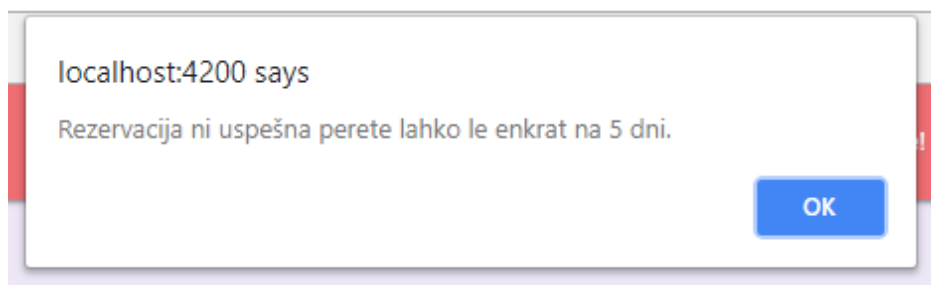 localhost:4200 says
Rezervacija ni uspešna perete lahko le enkrat na 5 dni.
OK